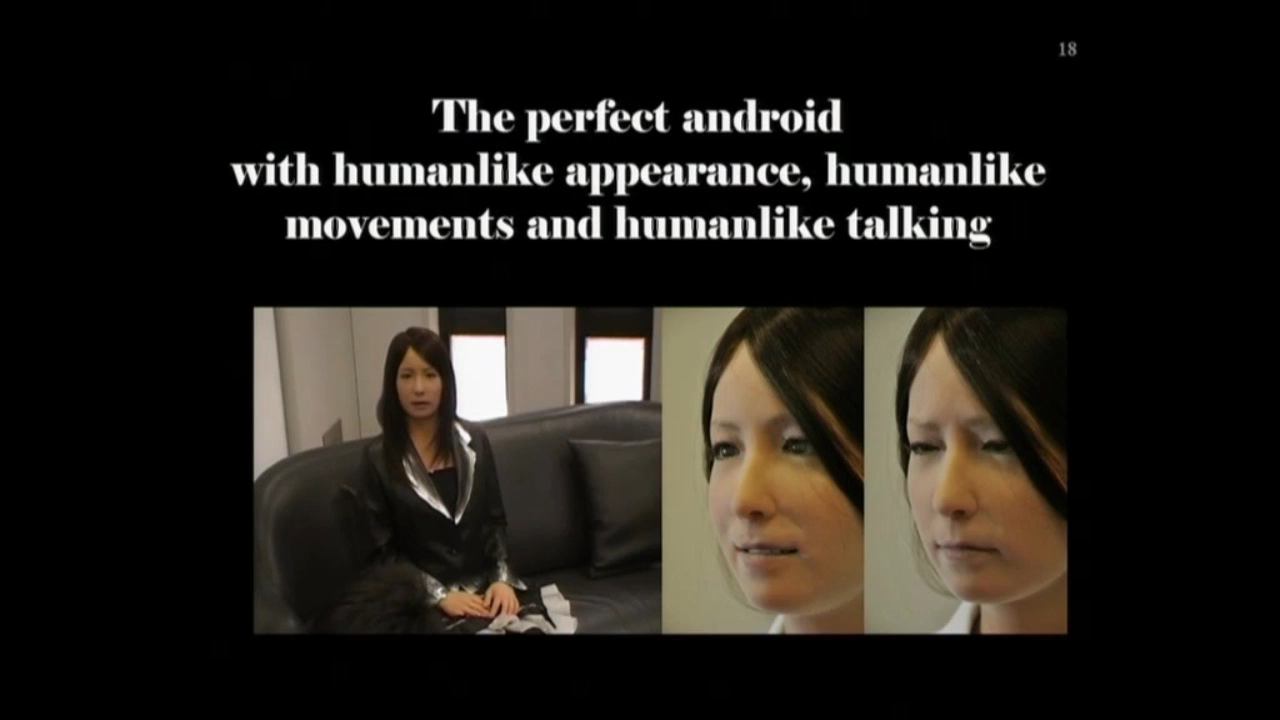 18
The perfect android
with humanlike appearance, humanlike
movements and humanlike talking